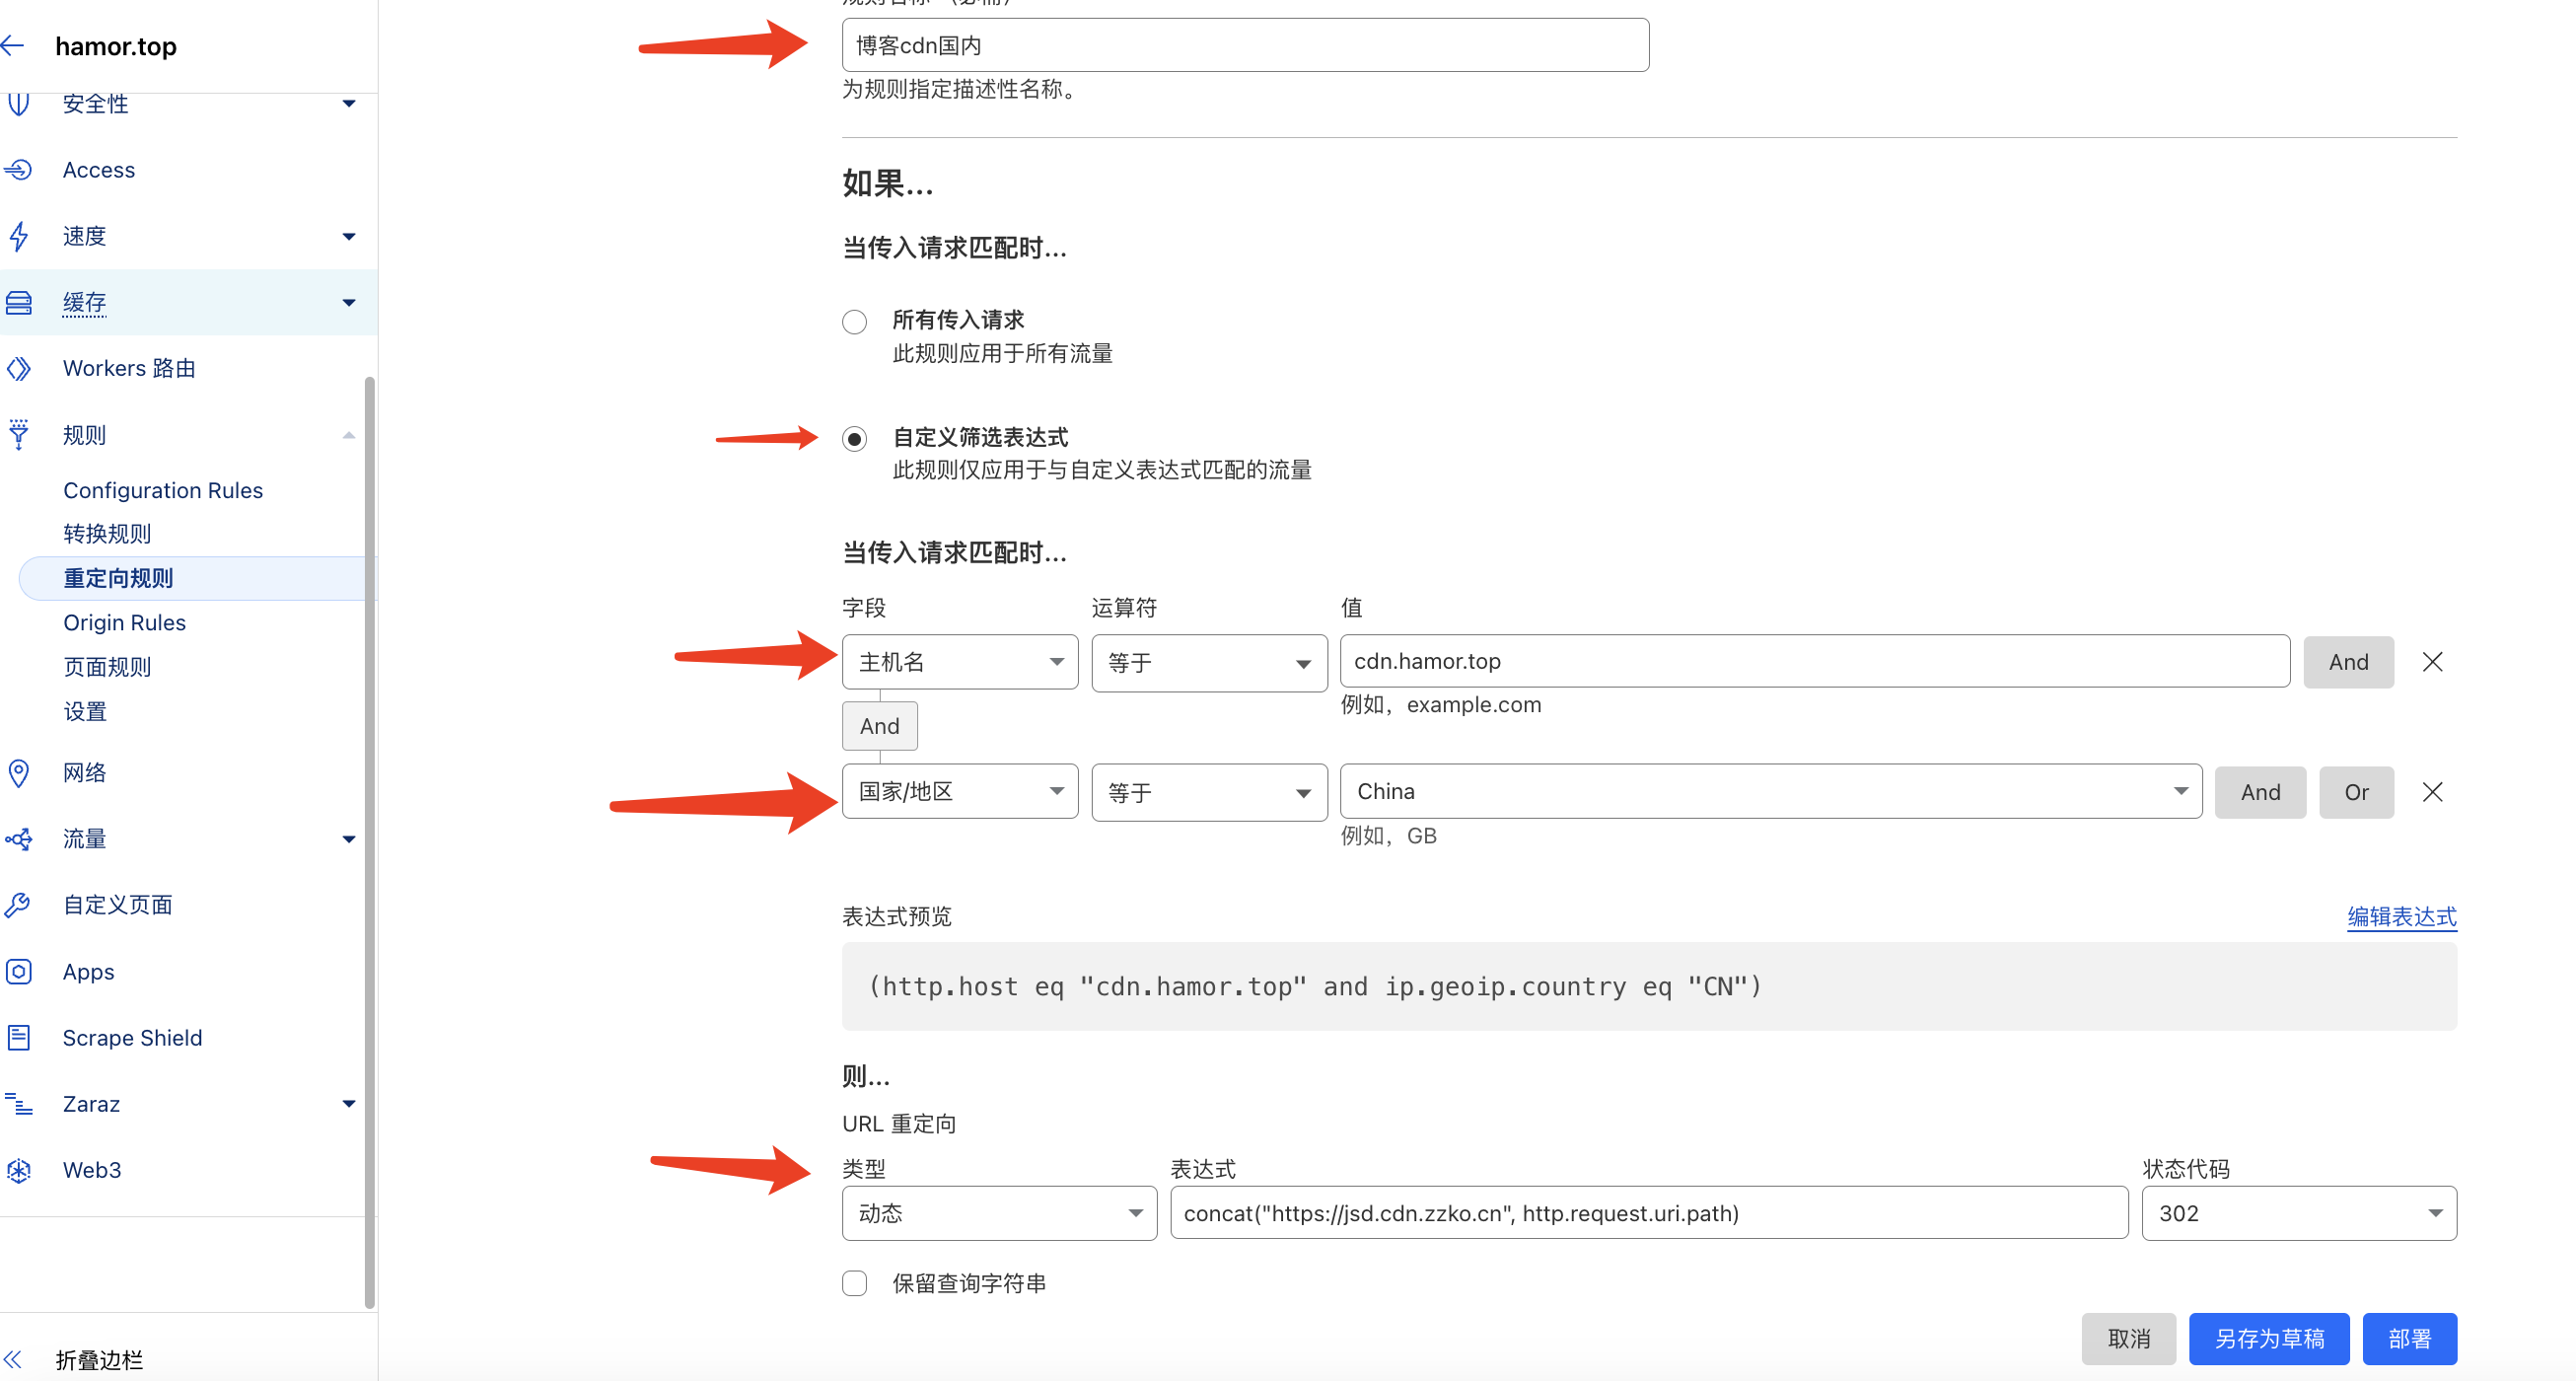 hamor.top
安全性
Access
速度
缓存
Workers 路由
规则
Configuration Rules
转换规则
重定向规则
Origin Rules
页面规则
设置
网络
流量
自定义页面
Apps
Scrape Shield
Zaraz
Web3
折叠边栏
博客cdn国内
为规则指定描述性名称。
如果...
当传入请求匹配时...
所有传入请求
此规则应用于所有流量
自定义筛选表达式
此规则仅应用于与自定义表达式匹配的流量
当传入请求匹配时...
字段 运算符 值
主机名 等于 cdn.hamor.top And
例如，example.com
And
国家/地区 等于 China And Or
例如，GB
表达式预览 编辑表达式
(http.host eq "cdn.hamor.top" and ip.geoip.country eq "CN")
则...
URL 重定向
类型 表达式 状态代码
动态 concat("https://jsd.cdn.zzko.cn", http.request.uri.path) 302
保留查询字符串
取消 另存为草稿 部署